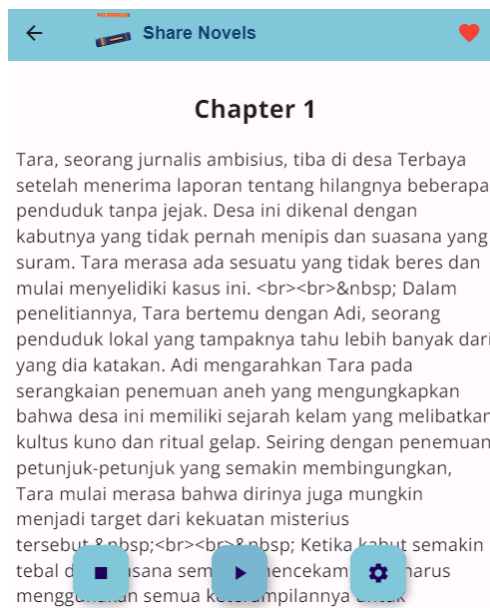 Share Novels
Chapter 1
Tara, seorang jurnalis ambisius, tiba di desa Terbaya
setelah menerima laporan tentang hilangnya beberapa
penduduk tanpa jejak. Desa ini dikenal dengan
kabutnya yang tidak pernah menipis dan suasana yang
suram. Tara merasa ada sesuatu yang tidak beres dan
mulai menyelidiki kasus ini. <br><br>&nbsp; Dalam
penelitiannya, Tara bertemu dengan Adi, seorang
penduduk lokal yang tampaknya tahu lebih banyak dari
yang dia katakan. Adi mengarahkan Tara pada
serangkaian penemuan aneh yang mengungkapkan
bahwa desa ini memiliki sejarah kelam yang melibatkan
kultus kuno dan ritual gelap. Seiring dengan penemuan
petunjuk-petunjuk yang semakin membingungkan,
Tara mulai merasa bahwa dirinya juga mungkin
menjadi target dari kekuatan misterius
tersebut.&nbsp;<br><br>&nbsp; Ketika kabut semakin
tebal
semua